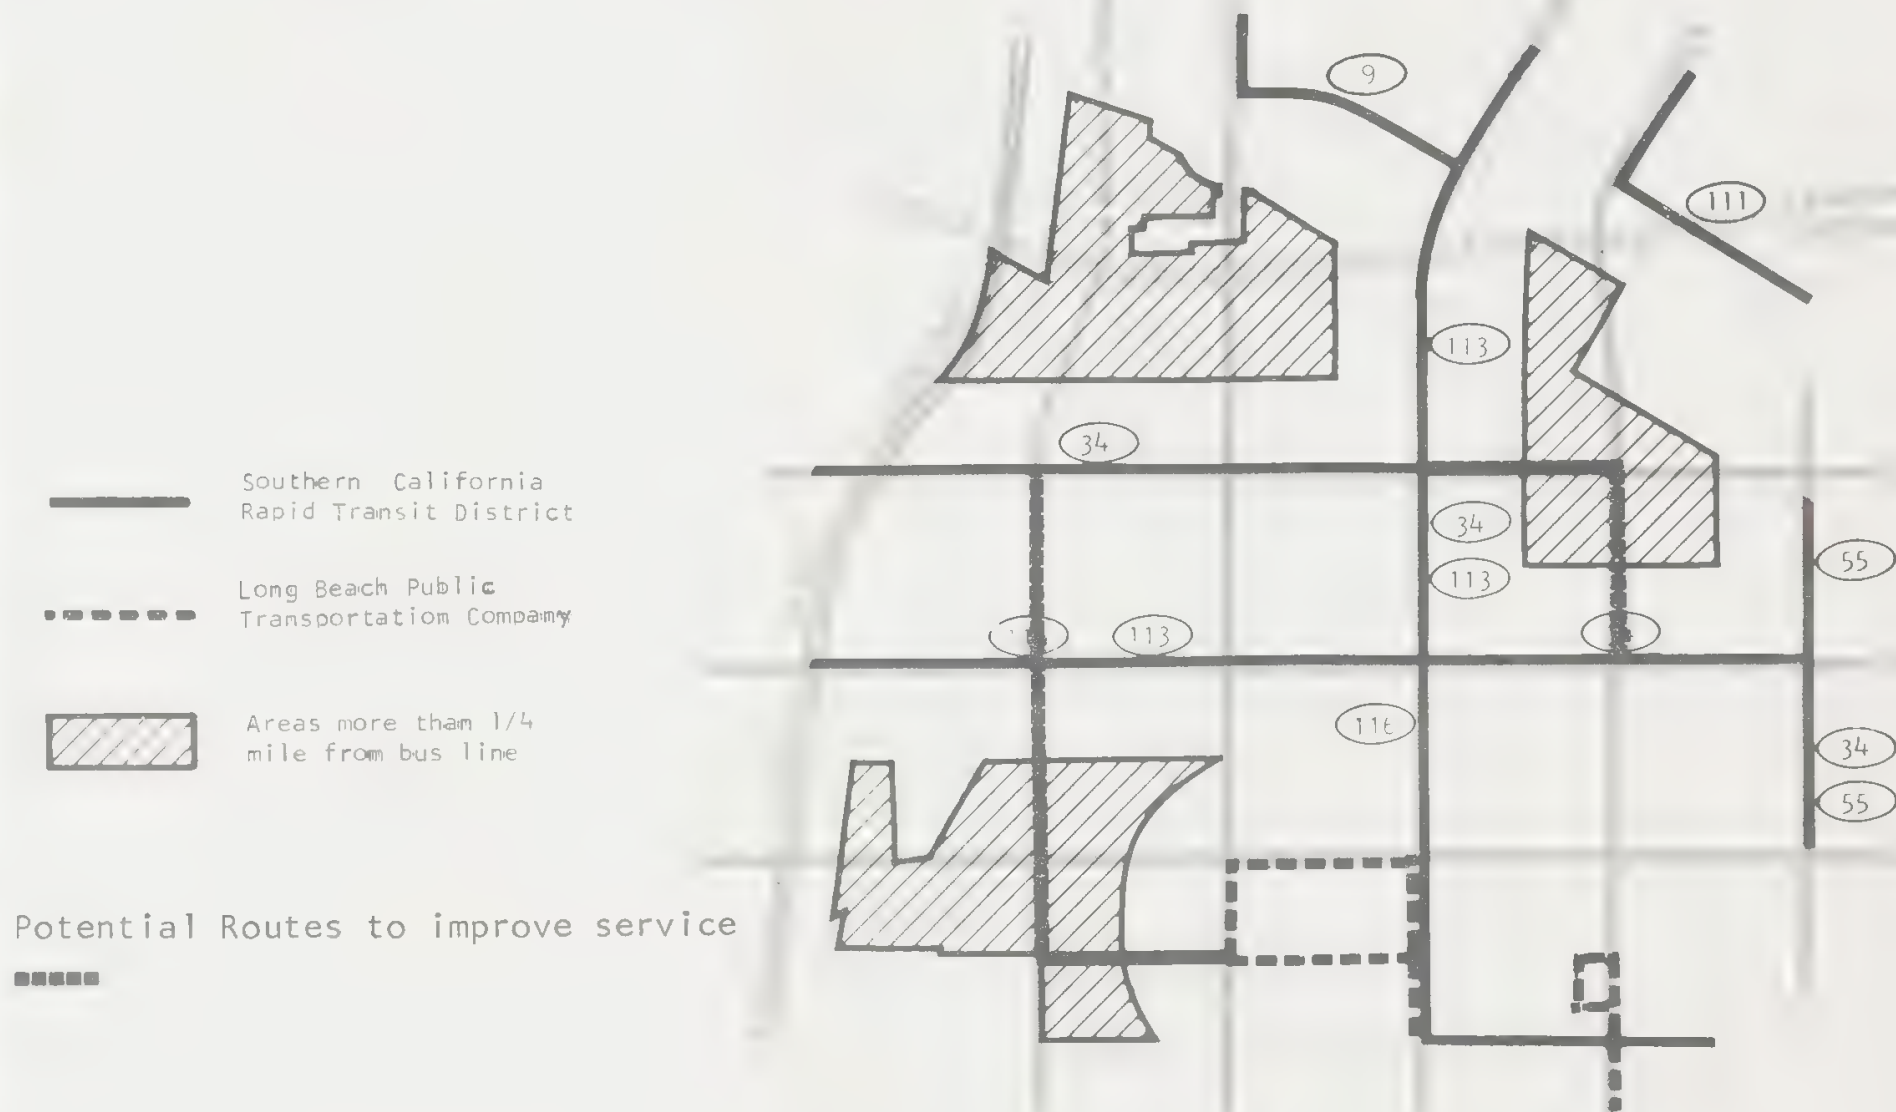 9
111
113
34
Southern California
Rapid Transit District
34
55
113
Long Beach Public
Transportation Company
113
116
Areas more than 1/4
mile from bus line
34
55
Potential Routes to improve service